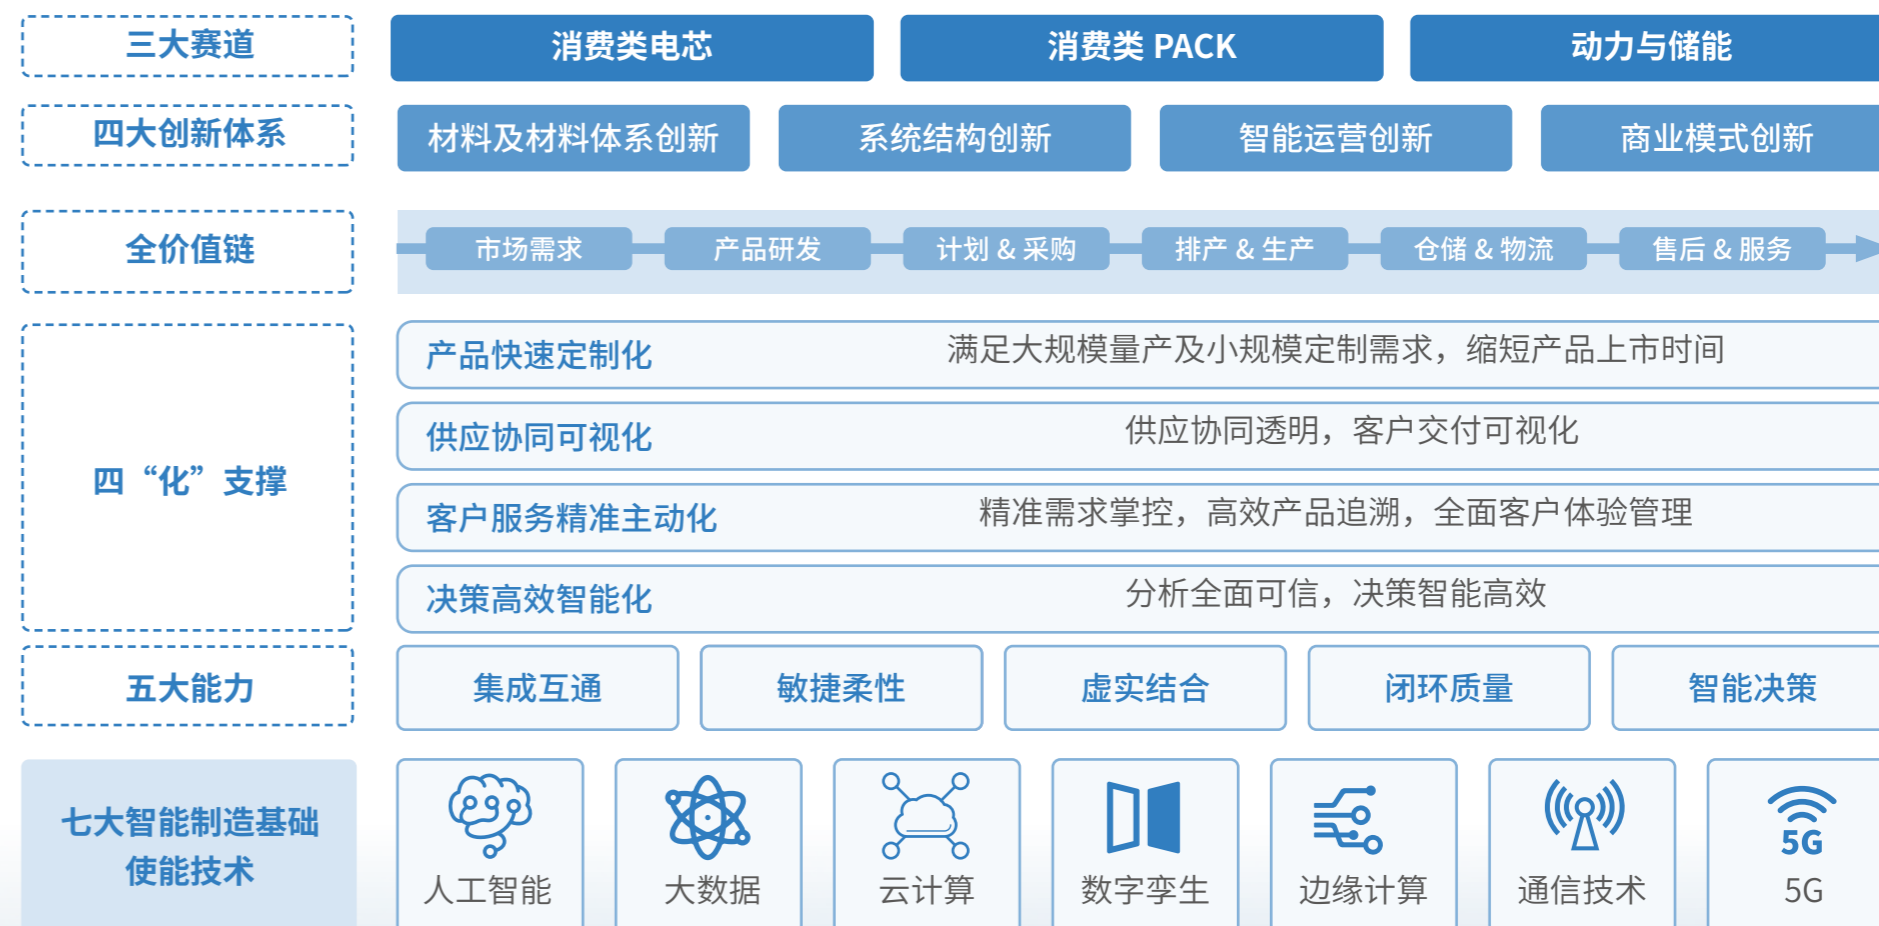 三大赛道
消费类电芯
消费类 PACK
动力与储能
四大创新体系
材料及材料体系创新
系统结构创新
智能运营创新
商业模式创新
全价值链
市场需求
产品研发
计划 & 采购
排产 & 生产
仓储 & 物流
售后 & 服务
四“化”支撑
产品快速定制化
满足大规模量产及小规模定制需求，缩短产品上市时间
供应协同可视化
供应协同透明，客户交付可视化
客户服务精准主动化
精准需求掌控，高效产品追溯，全面客户体验管理
决策高效智能化
分析全面可信，决策智能高效
五大能力
集成互通
敏捷柔性
虚实结合
闭环质量
智能决策
七大智能制造基础
使能技术
人工智能
大数据
云计算
数字孪生
边缘计算
通信技术
5G
5G